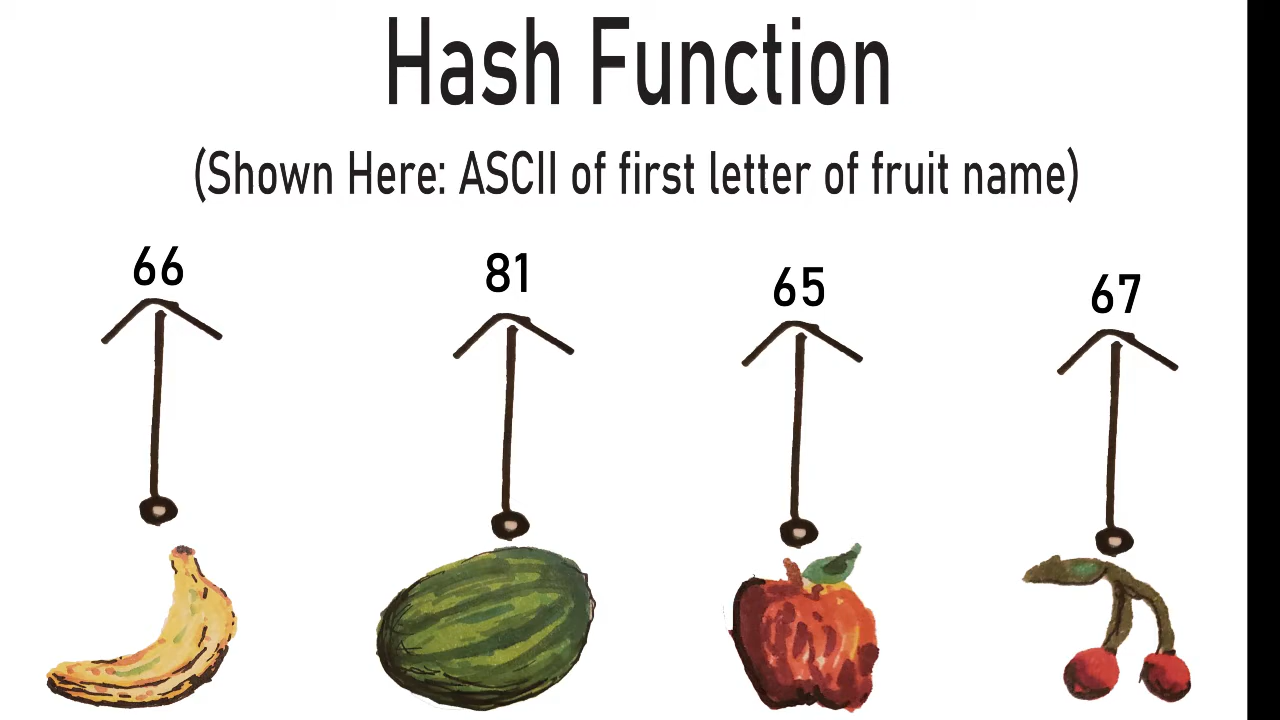 Hash Function
(Shown Here: ASCII of first letter of fruit name)
66 81 65 67